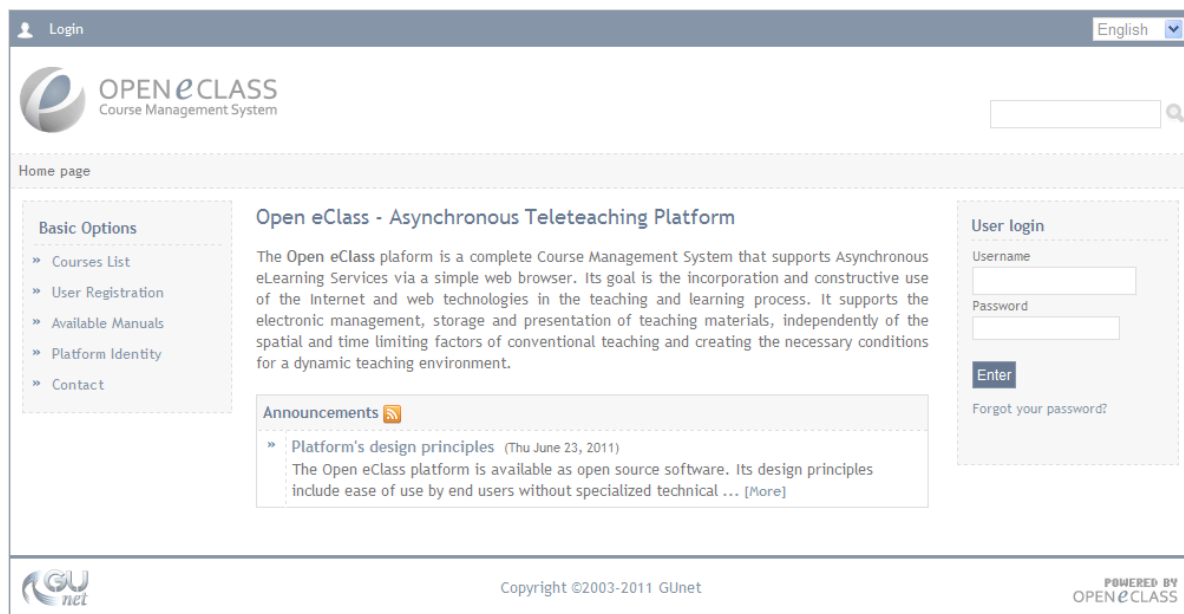 Login
English
OPEN eCLASS
Course Management System
Home page
Basic Options
» Courses List
» User Registration
» Available Manuals
» Platform Identity
» Contact
Open eClass - Asynchronous Teleteaching Platform
The Open eClass plaform is a complete Course Management System that supports Asynchronous
eLearning Services via a simple web browser. Its goal is the incorporation and constructive use
of the Internet and web technologies in the teaching and learning process. It supports the
electronic management, storage and presentation of teaching materials, independently of the
spatial and time limiting factors of conventional teaching and creating the necessary conditions
for a dynamic teaching environment.
Announcements
» Platform's design principles (Thu June 23, 2011)
The Open eClass platform is available as open source software. Its design principles
include ease of use by end users without specialized technical ... [More]
User login
Username
Password
Enter
Forgot your password?
GU
net
Copyright ©2003-2011 GUnet
POWERED BY
OPENeCLASS